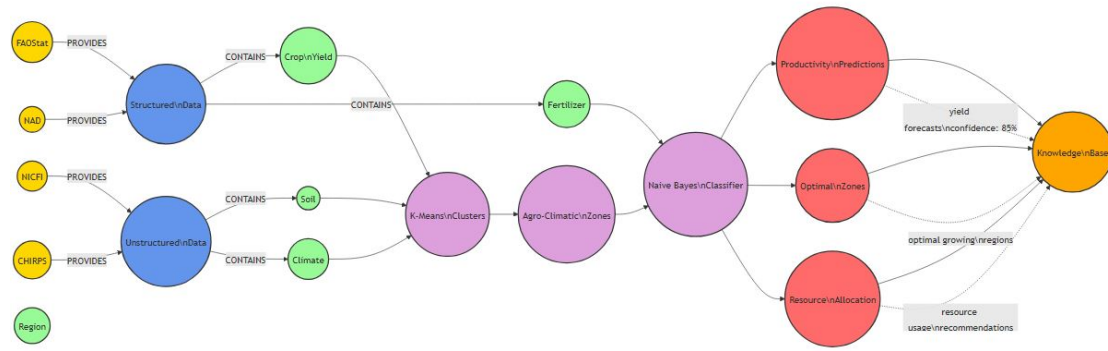 FAOStat
PROVIDES
NAD
PROVIDES
NICFI
PROVIDES
CHIRPS
PROVIDES
Region
Structured\nData
Unstructured\nData
CONTAINS
CONTAINS
CONTAINS
CONTAINS
Crop\nYield
Soil
Climate
Fertilizer
K-Means\nClusters
Agro-Climatic\nZones
Naive Bayes\nClassifier
Productivity\nPredictions
Optimal\nZones
Resource\nAllocation
yield
forecasts\nconfidence: 85%
optimal growing\nregions
resource
usage\nrecommendations
Knowledge\nBase